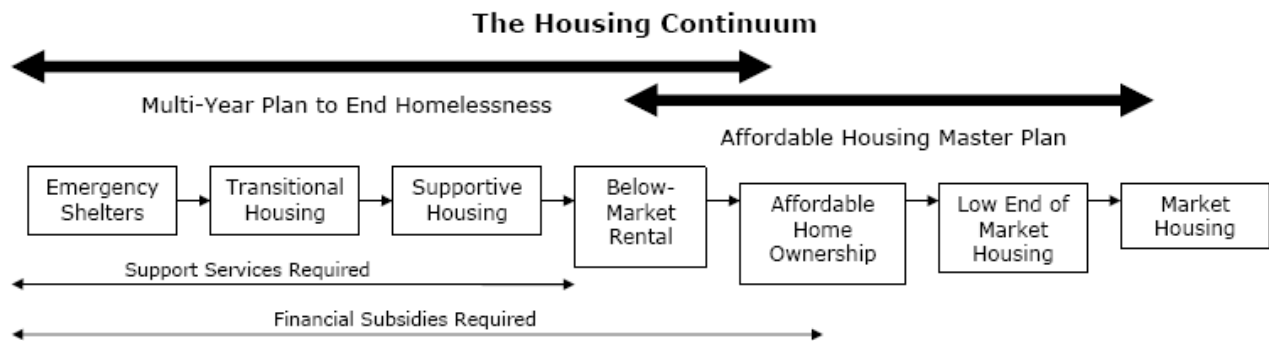 The Housing Continuum
Multi-Year Plan to End Homelessness
Affordable Housing Master Plan
Emergency
Shelters
Transitional
Housing
Supportive
Housing
Below-
Market
Rental
Affordable
Home
Ownership
Low End of
Market
Housing
Market
Housing
Support Services Required
Financial Subsidies Required